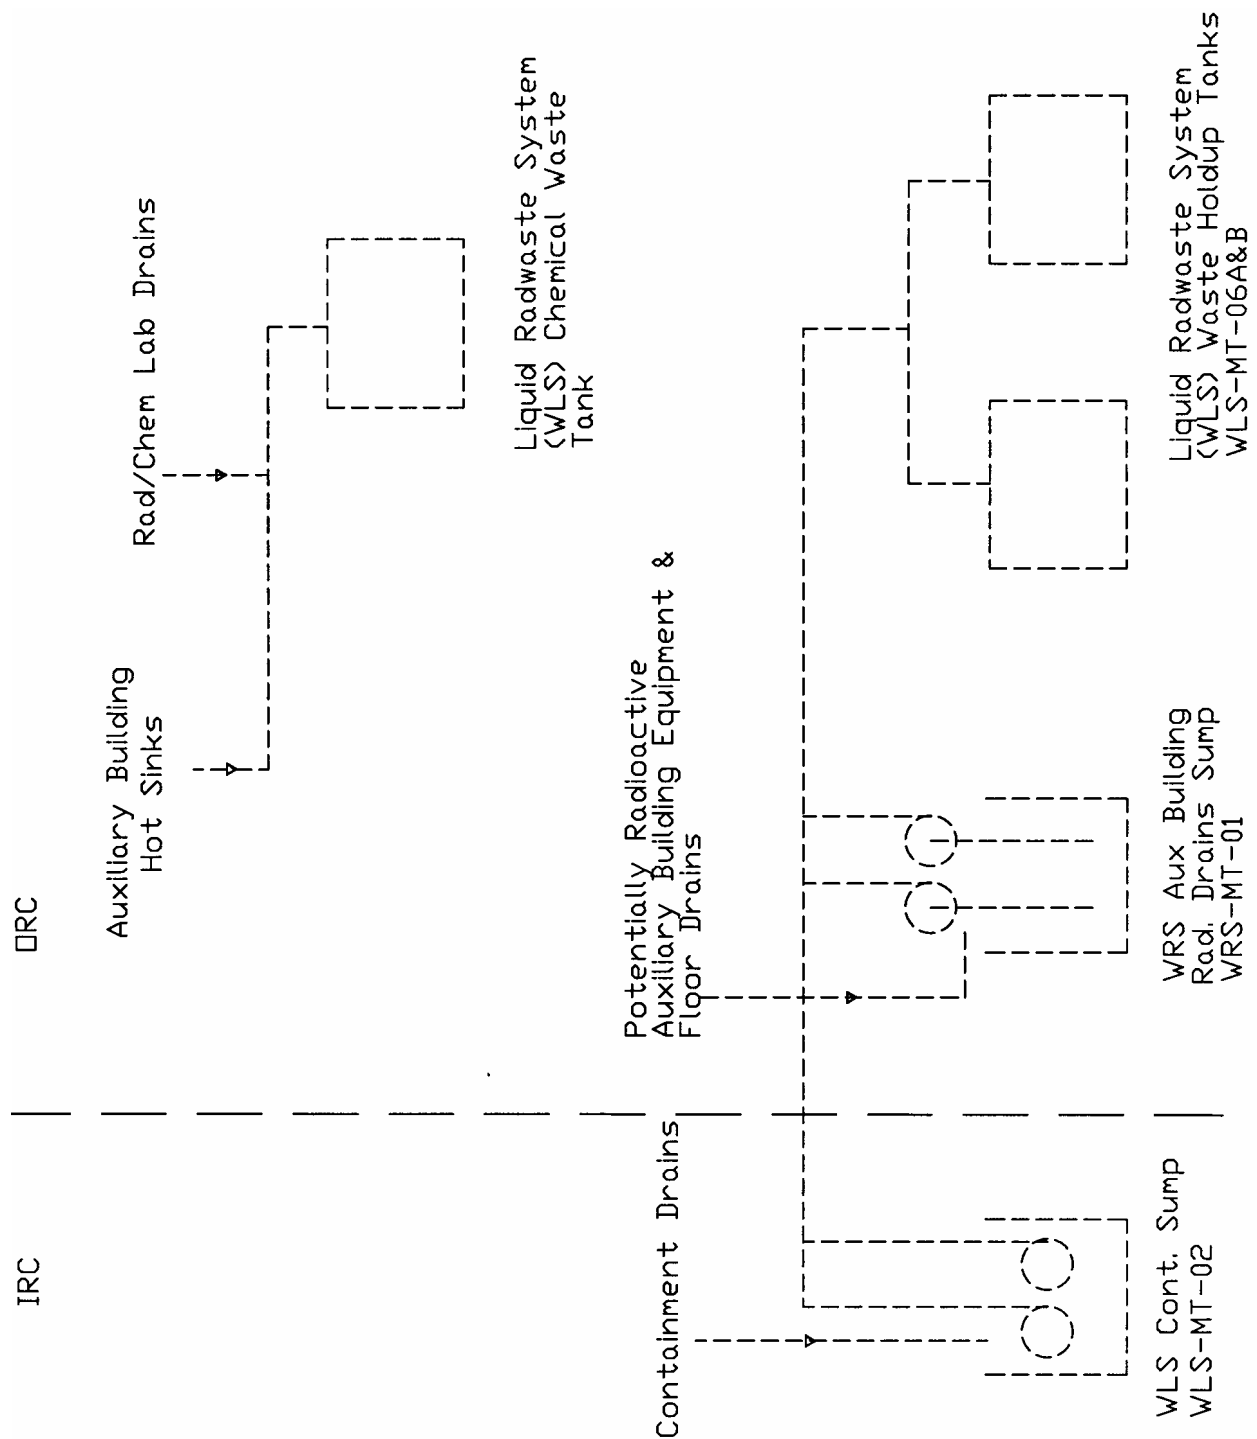 IRC
ORC
Auxiliary Building
Hot Sinks
Rad/Chem Lab Drains
Liquid Radwaste System
(WLS) Chemical Waste
Tank
Containment Drains
Potentially Radioactive
Auxiliary Building Equipment &
Floor Drains
WLS Cont. Sump
WLS-MT-02
WRS Aux Building
Rad. Drains Sump
WRS-MT-01
Liquid Radwaste System
(WLS) Waste Holdup Tanks
WLS-MT-06A&B